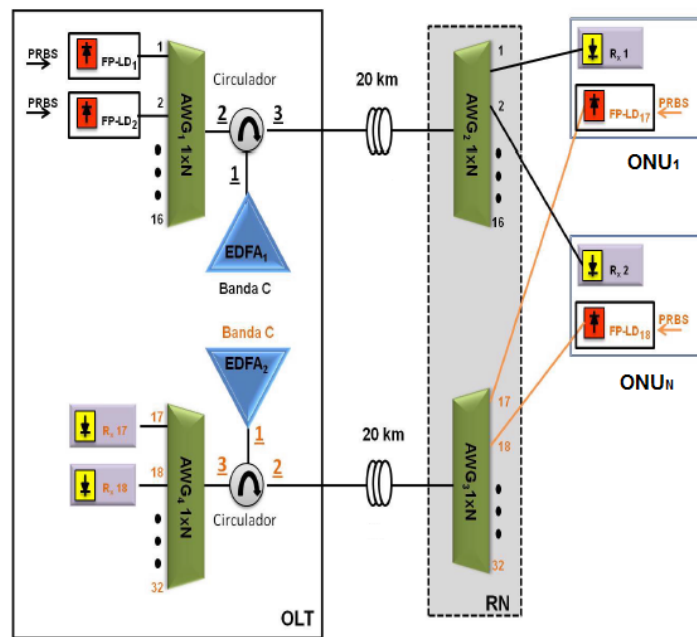 PRBS
FP-LD1
1
PRBS
FP-LD2
2
16
AWG1 1xN
Circulador
2
3
1
EDFA1
Banda C
20 km
1
2
16
AWG2 1xN
Rx 1
FP-LD17
PRBS
ONU1
Rx 2
FP-LD18
PRBS
ONUN
Banda C
EDFA2
1
3
2
Circulador
Rx 17
17
Rx 18
18
32
AWG4 1xN
20 km
17
18
32
AWG3 1xN
OLT
RN